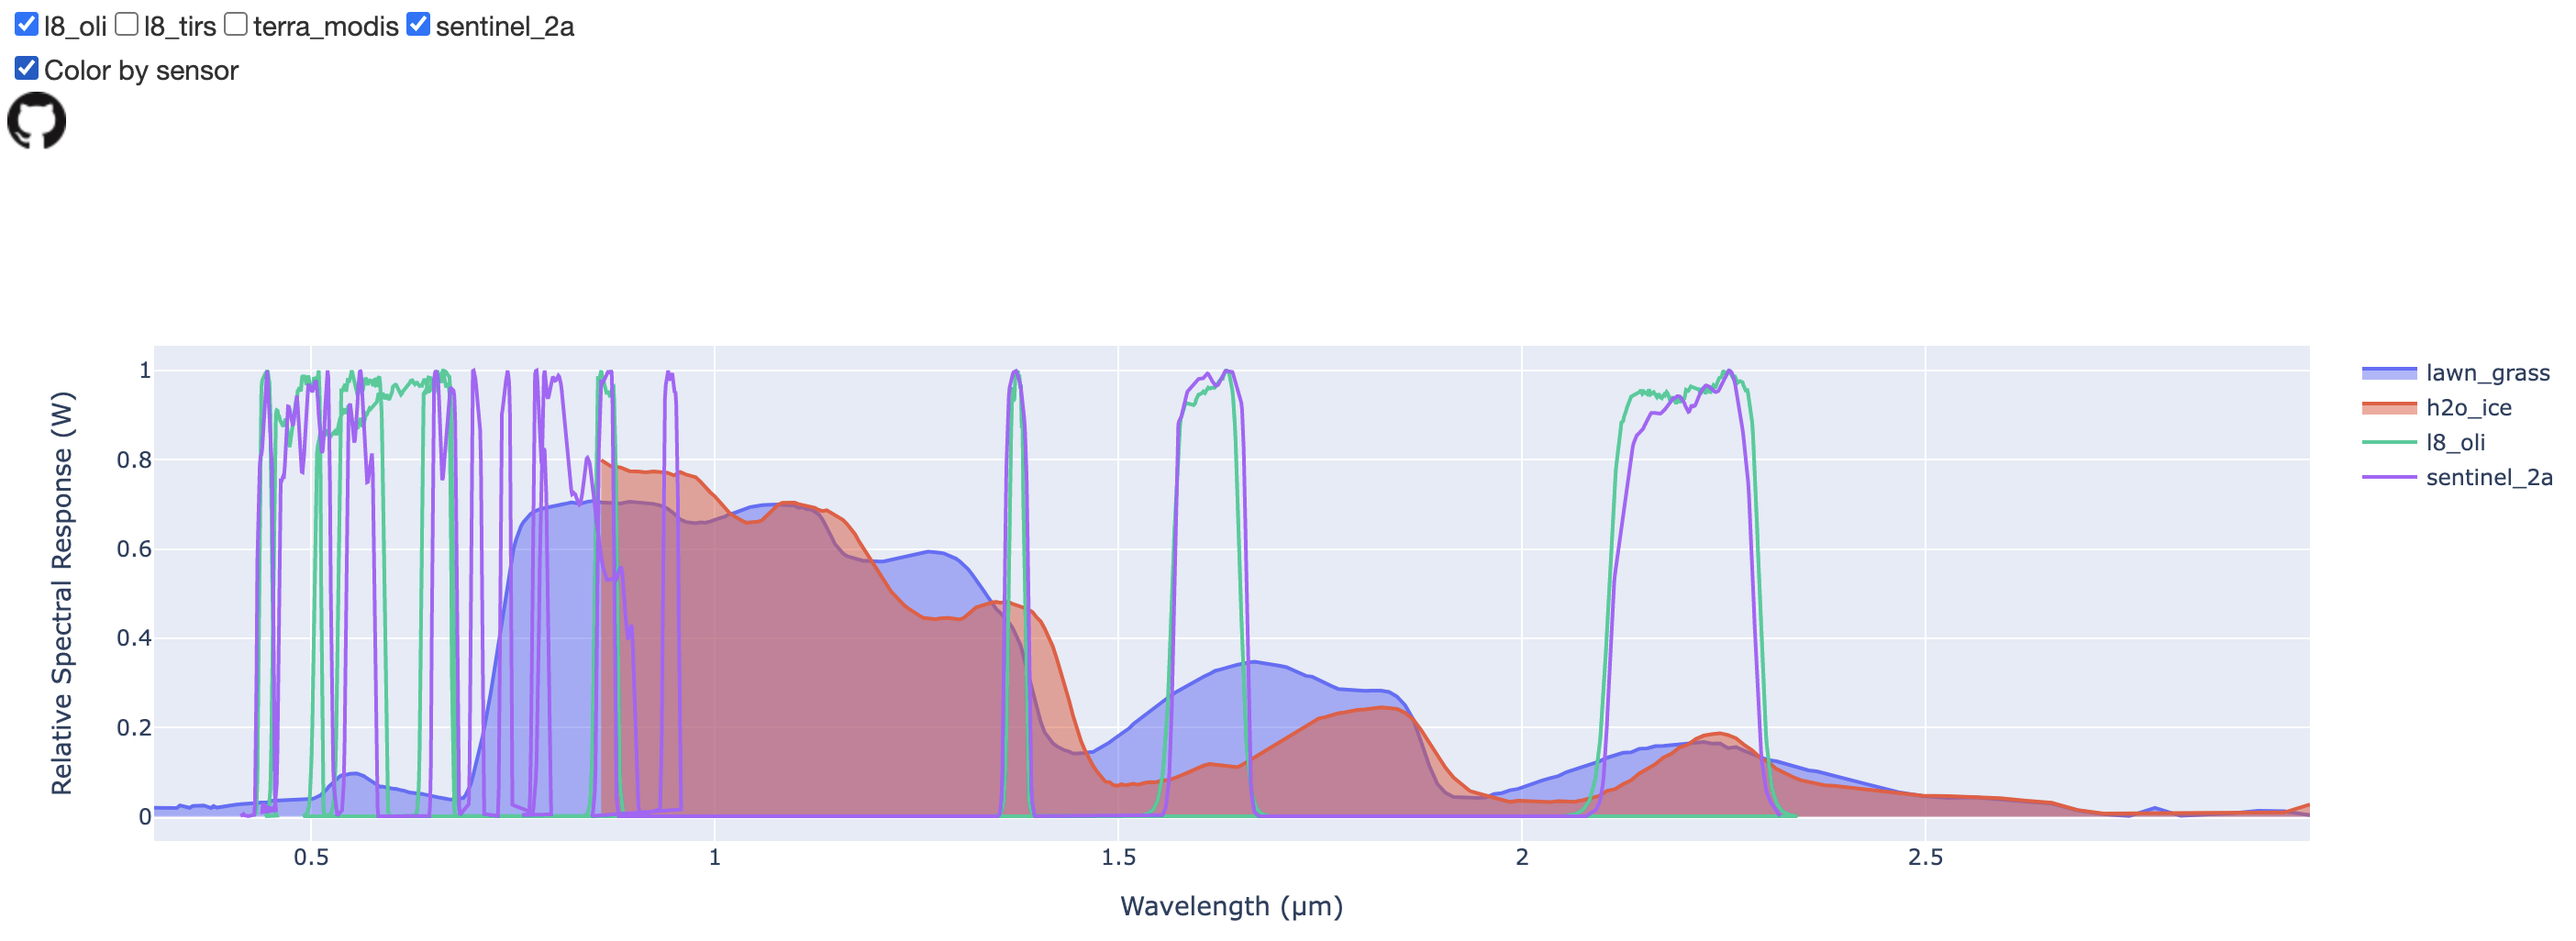 l8_oli l8_tirs terra_modis sentinel_2a
Color by sensor
Relative Spectral Response (W)
1
0.8
0.6
0.4
0.2
0
0.5 1 1.5 2 2.5
Wavelength (μm)
lawn_grass
h2o_ice
l8_oli
sentinel_2a